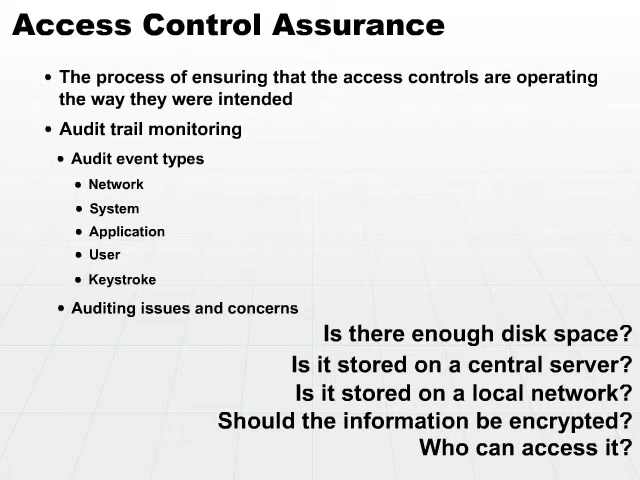 Access Control Assurance
• The process of ensuring that the access controls are operating
the way they were intended
• Audit trail monitoring
• Audit event types
• Network
• System
• Application
• User
• Keystroke
• Auditing issues and concerns
Is there enough disk space?
Is it stored on a central server?
Is it stored on a local network?
Should the information be encrypted?
Who can access it?